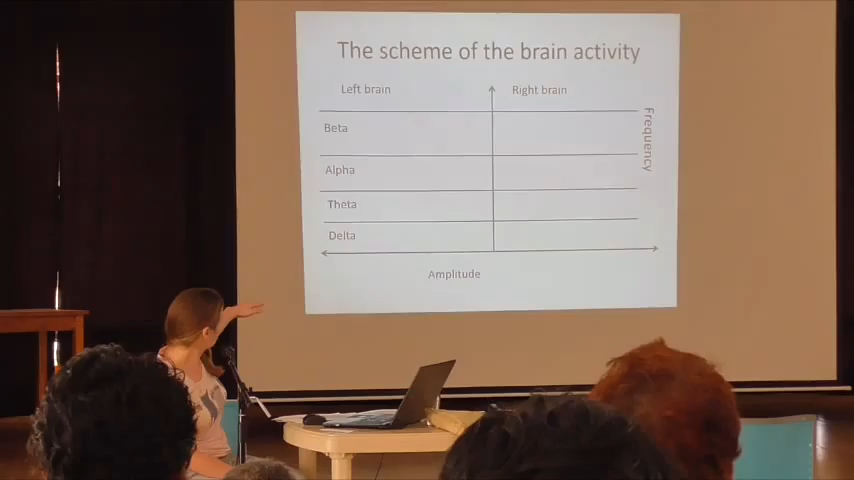 The scheme of the brain activity
Left brain
Right brain
Beta
Frequency
Alpha
Theta
Delta
Amplitude